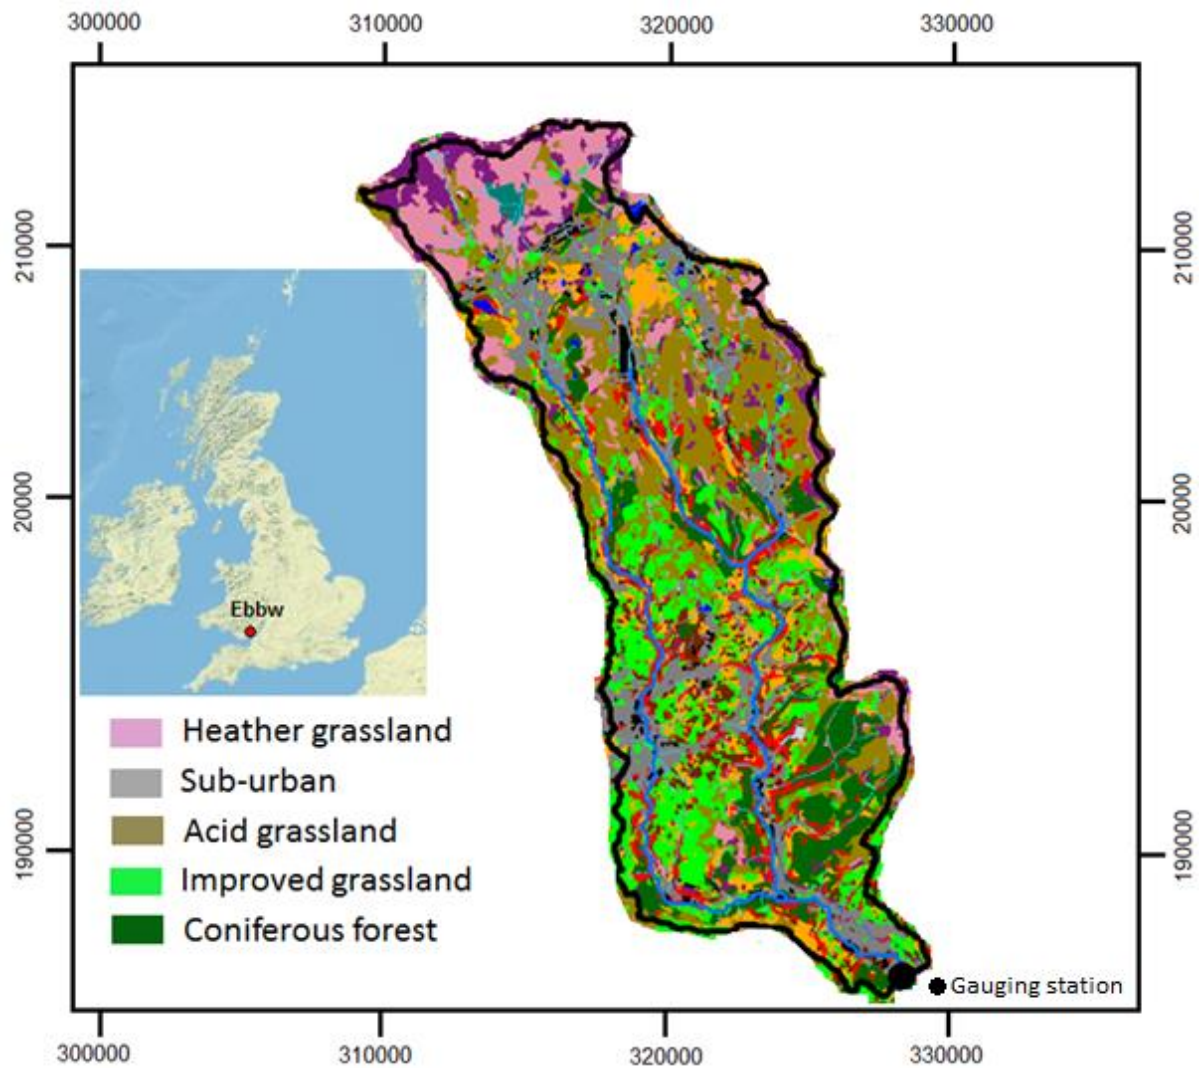 300000
310000
320000
330000
210000
210000
20000
20000
Ebbw
Heather grassland
Sub-urban
Acid grassland
Improved grassland
Coniferous forest
190000
190000
Gauging station
300000
310000
320000
330000